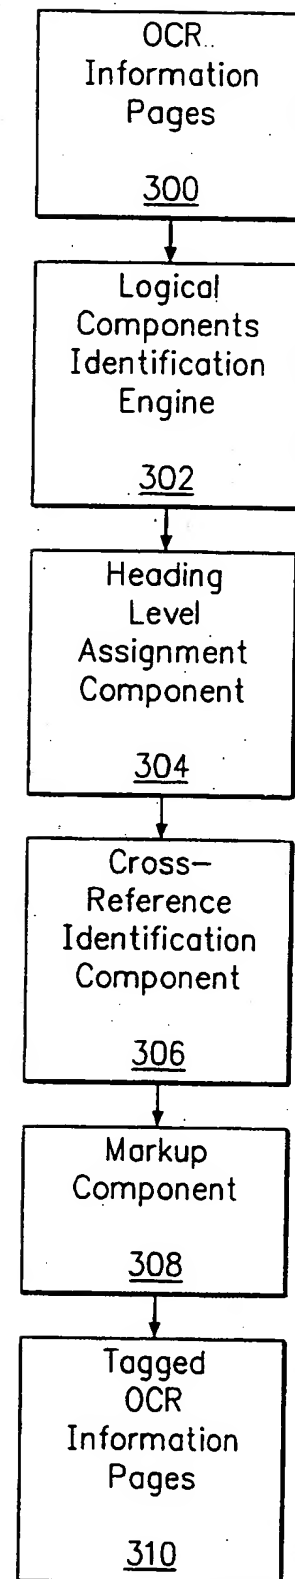 OCR
Information
Pages
300
Logical
Components
Identification
Engine
302
Heading
Level
Assignment
Component
304
Cross-
Reference
Identification
Component
306
Markup
Component
308
Tagged
OCR
Information
Pages
310